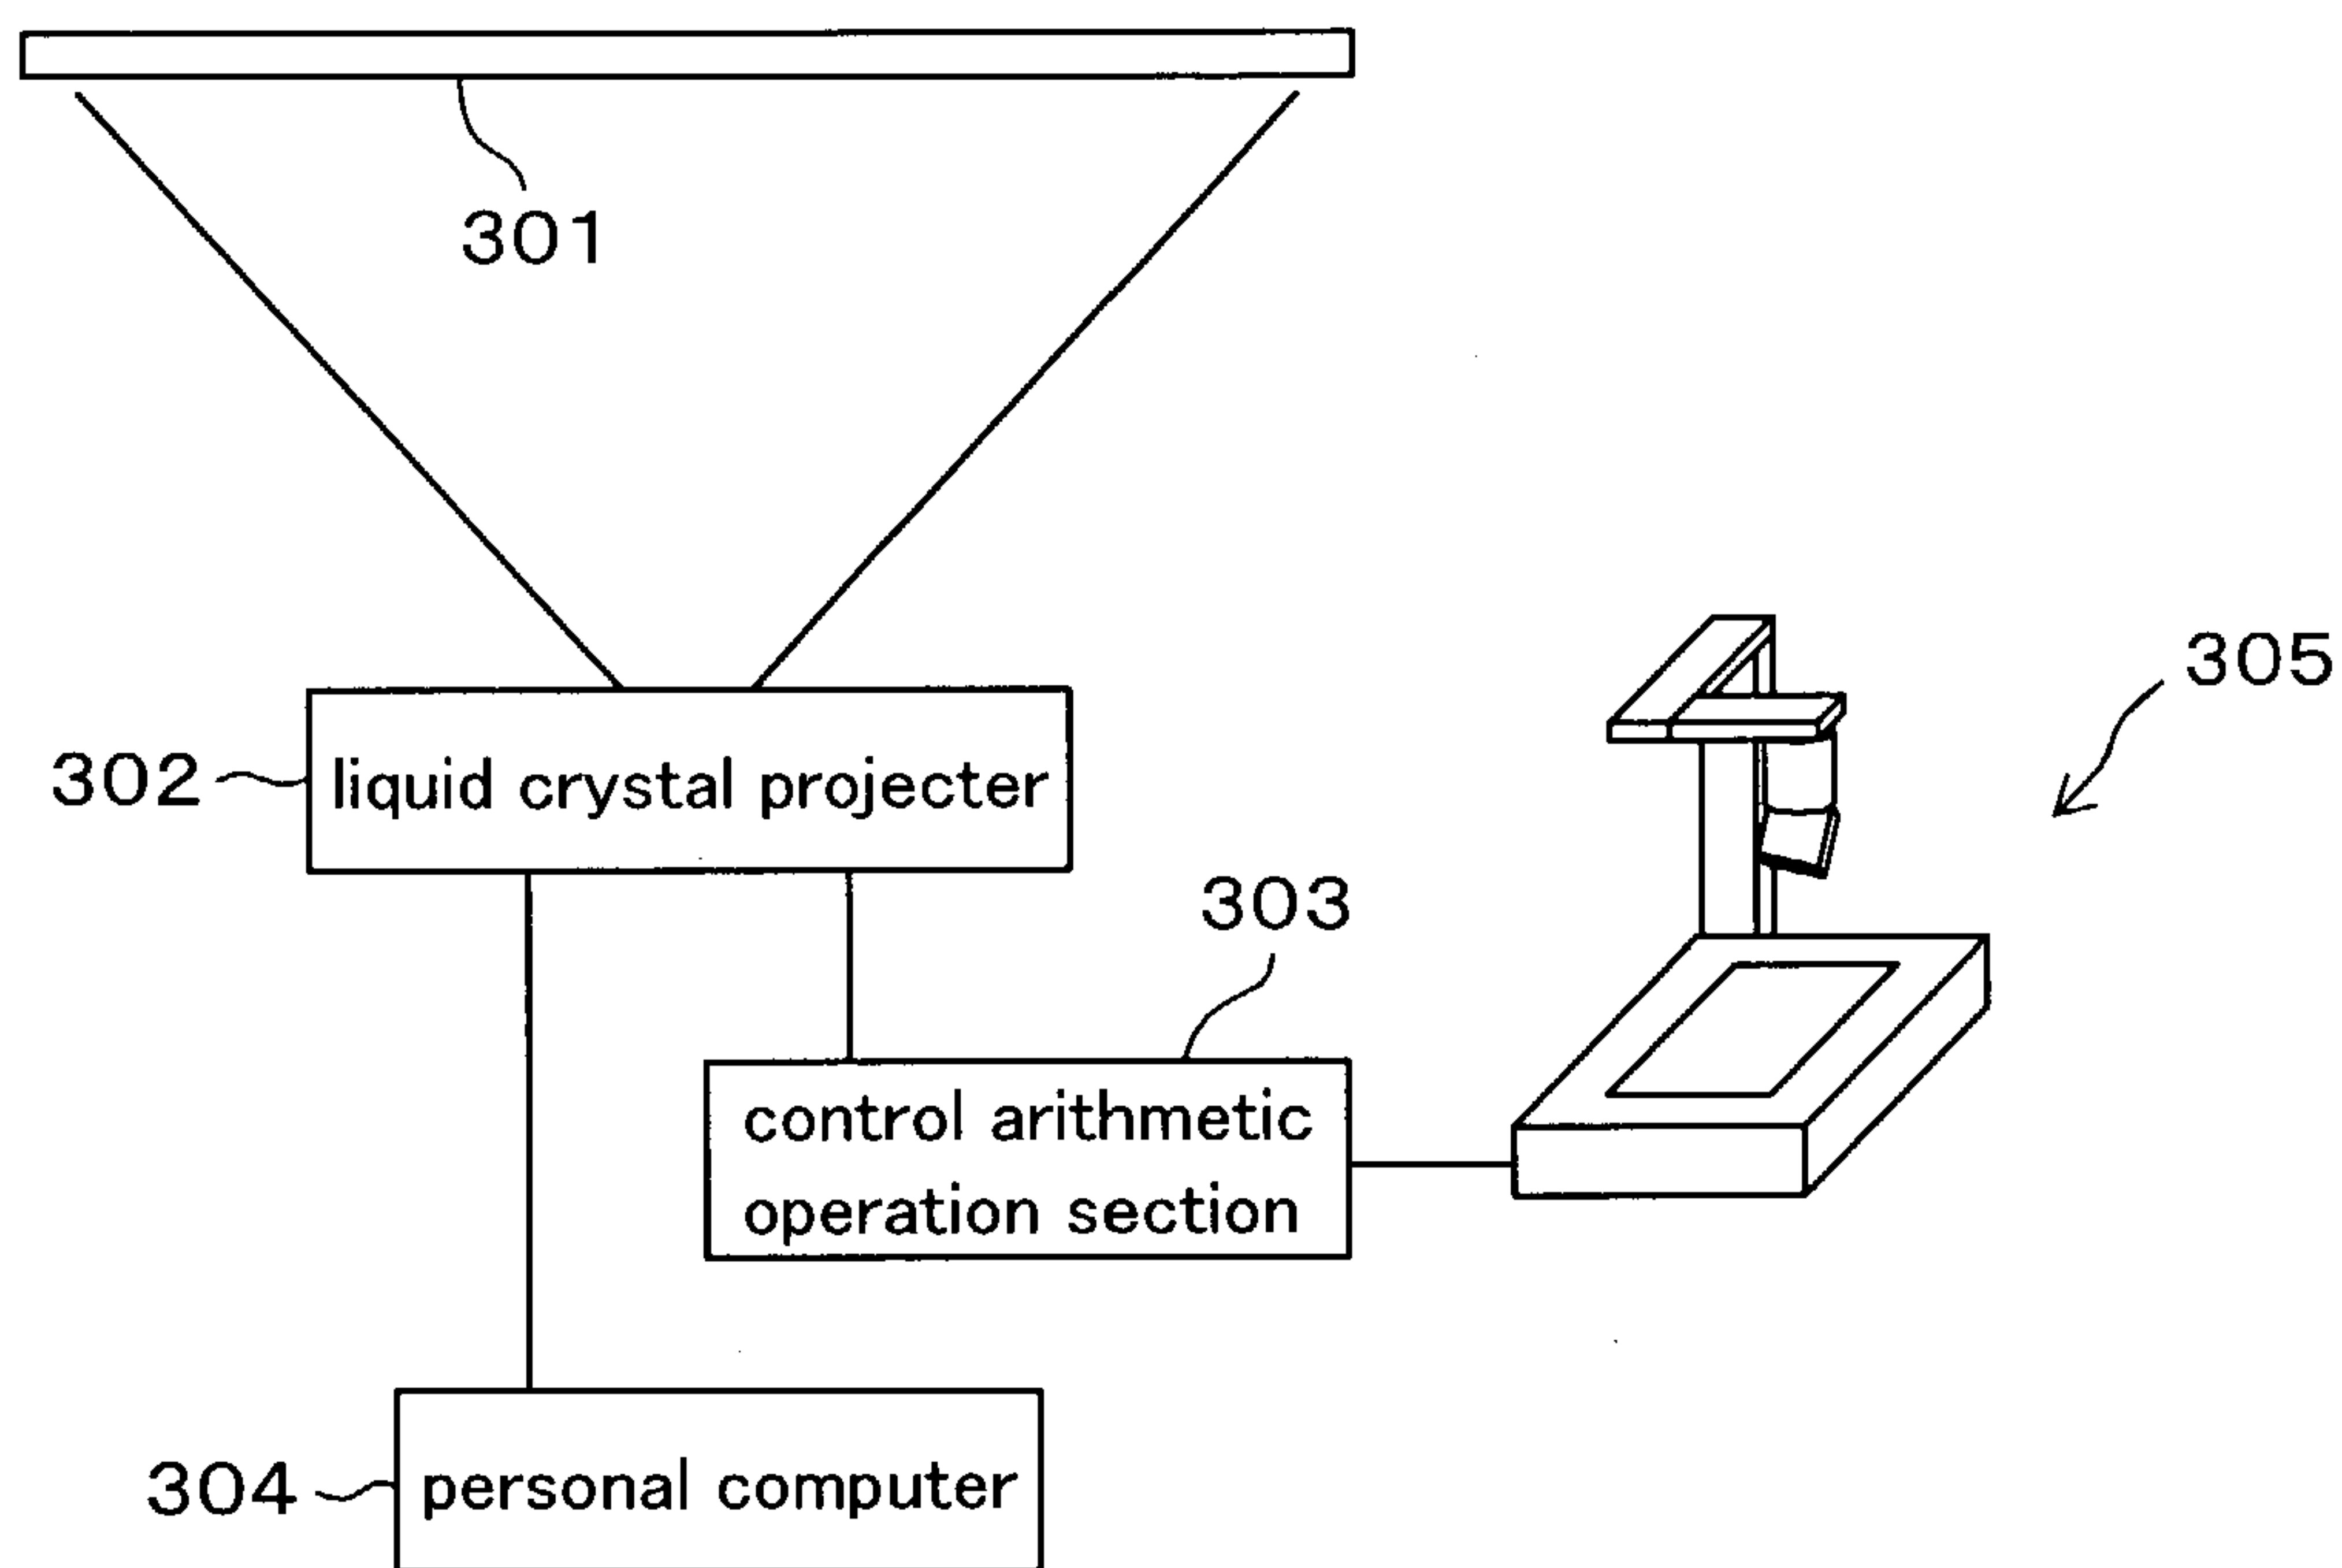 301
305
302
liquid crystal projecter
303
control arithmetic
operation section
304
personal computer